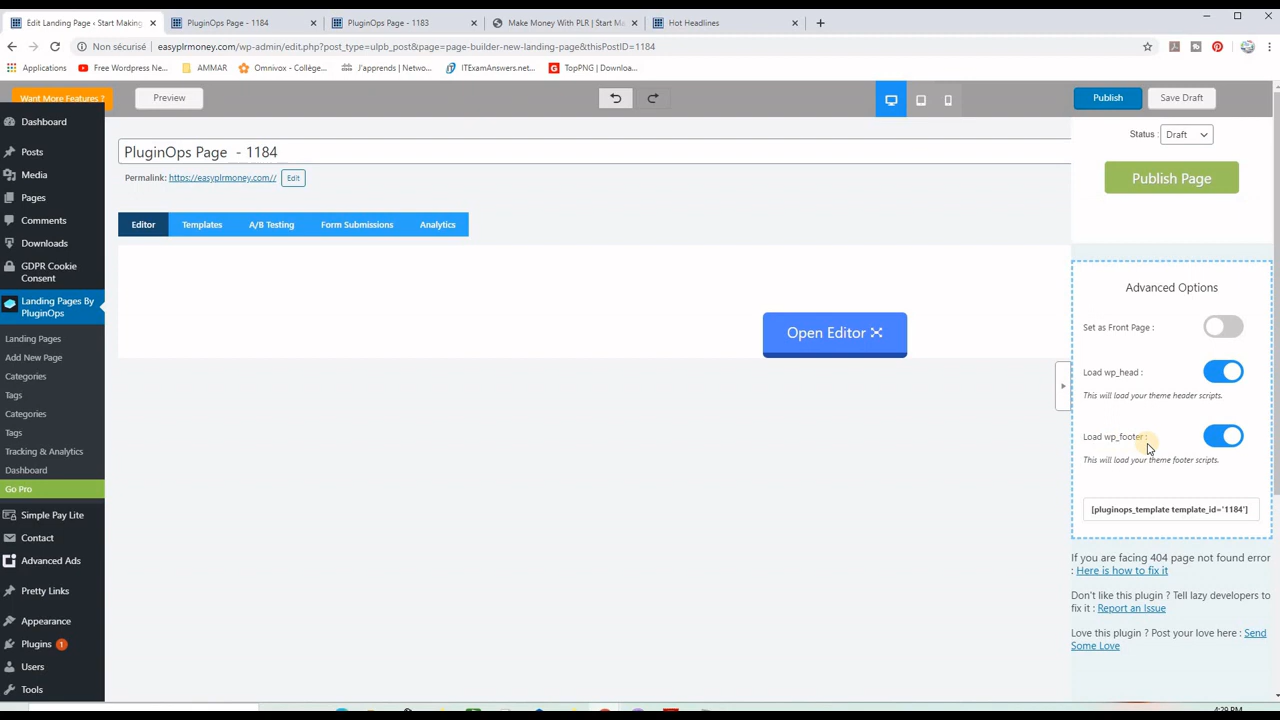 Edit Landing Page ‹ Start Making
PluginOps Page - 1184
PluginOps Page - 1183
Make Money With PLR | Start Ma
Hot Headlines
Non sécurisé
easyplrmoney.com/wp-admin/edit.php?post_type=ulpb_post&page=page-builder-new-landing-page&thisPostID=1184
Applications
Free Wordpress Ne...
AMMAR
Omnivox - Collège...
J'apprends | Netwo...
ITExamAnswers.net...
TopPNG | Downloa...
Want More Features ?
Preview
Publish
Save Draft
Dashboard
Posts
Media
Pages
Comments
Downloads
GDPR Cookie
Consent
Landing Pages By
PluginOps
Landing Pages
Add New Page
Categories
Tags
Categories
Tags
Tracking & Analytics
Dashboard
Go Pro
Simple Pay Lite
Contact
Advanced Ads
Pretty Links
Appearance
Plugins 1
Users
Tools
PluginOps Page - 1184
Permalink: https://easyplrmoney.com// Edit
Editor
Templates
A/B Testing
Form Submissions
Analytics
Open Editor
Status : Draft
Publish Page
Advanced Options
Set as Front Page :
Load wp_head :
This will load your theme header scripts.
Load wp_footer :
This will load your theme footer scripts.
[pluginops_template template_id='1184']
If you are facing 404 page not found error
: Here is how to fix it
Don't like this plugin ? Tell lazy developers to
fix it : Report an Issue
Love this plugin ? Post your love here : Send
Some Love